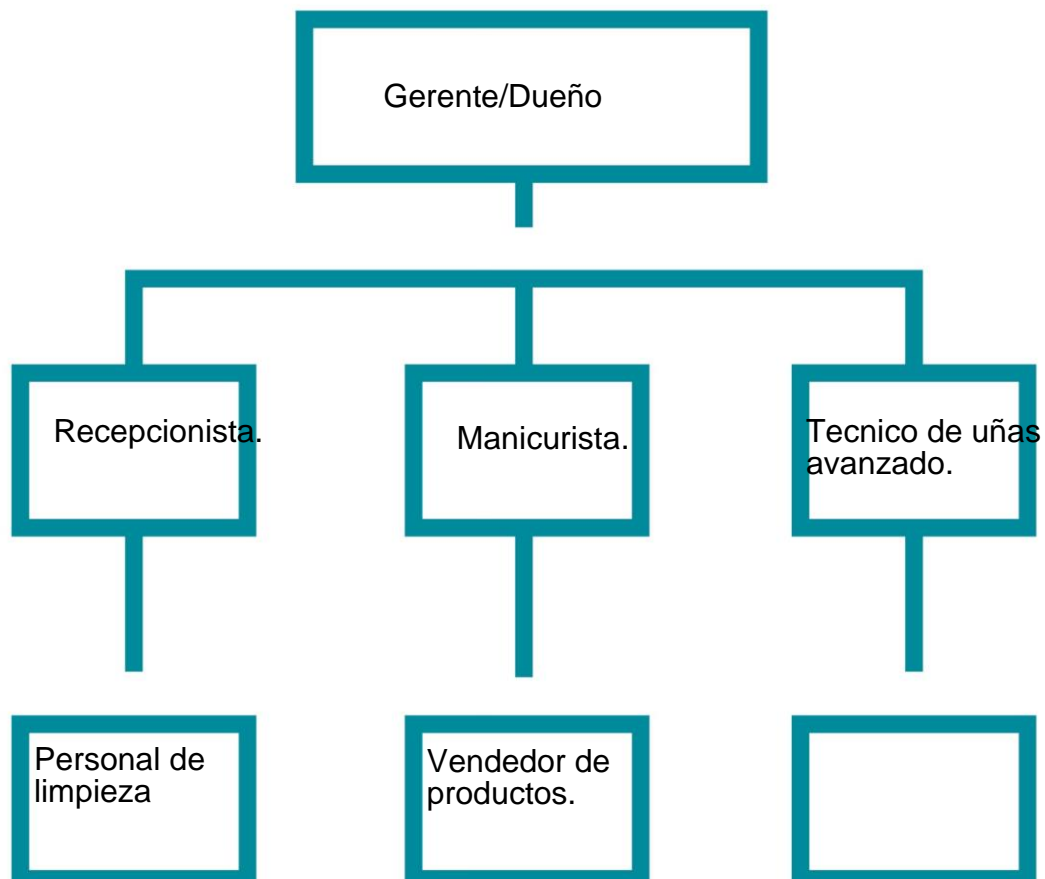 Gerente/Dueño
Recepcionista.
Manicurista.
Tecnico de uñas
avanzado.
Personal de
limpieza
Vendedor de
productos.